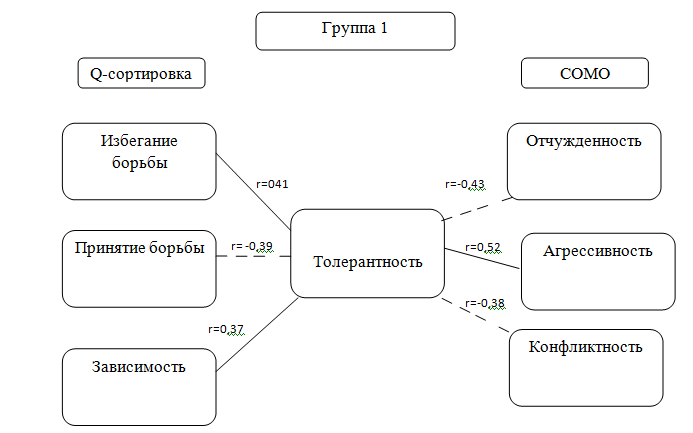 Группа 1
Q-сортировка
СОМО
Избегание
борьбы
Отчужденность
r=041
r=-0,43
Принятие борьбы
r= -0,39
Толерантность
r=0,52
Агрессивность
r=-0,38
r=0,37
Зависимость
Конфликтность